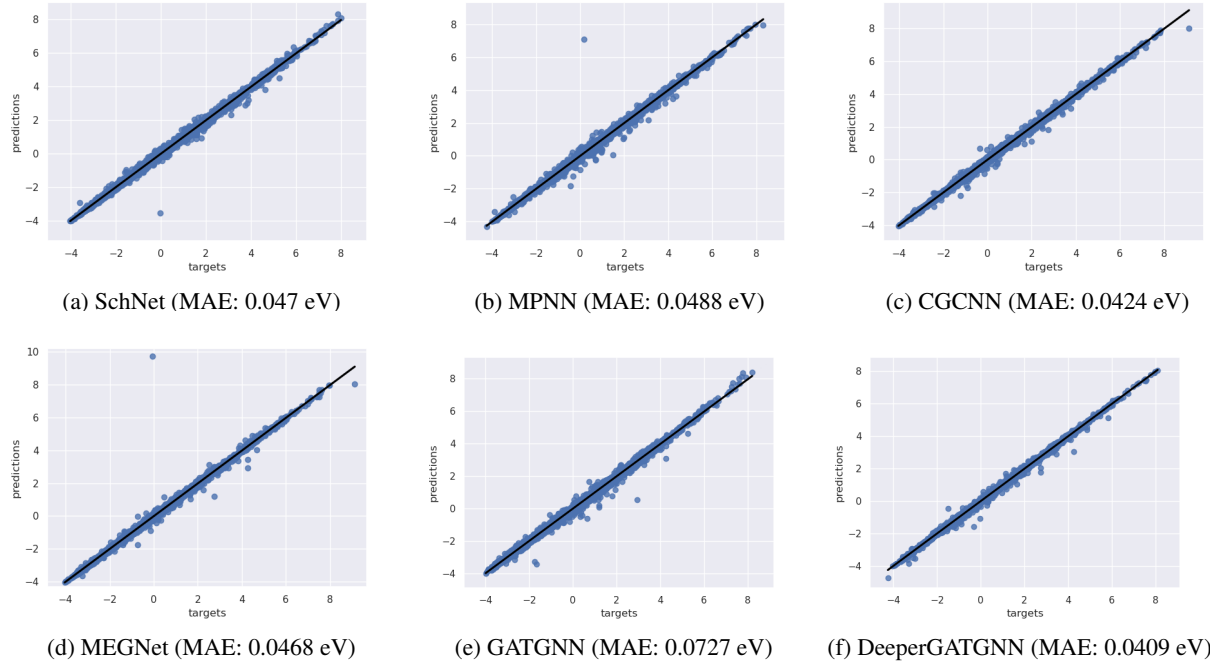 8
6
4
2
0
−2
−4
predictions
−4 −2 0 2 4 6 8
targets
(a) SchNet (MAE: 0.047 eV)
8
6
4
2
0
−2
−4
predictions
−4 −2 0 2 4 6 8
targets
(b) MPNN (MAE: 0.0488 eV)
8
6
4
2
0
−2
−4
predictions
−4 −2 0 2 4 6 8
targets
(c) CGCNN (MAE: 0.0424 eV)
10
8
6
4
2
0
−2
−4
predictions
−4 −2 0 2 4 6 8
targets
(d) MEGNet (MAE: 0.0468 eV)
8
6
4
2
0
−2
−4
predictions
−4 −2 0 2 4 6 8
targets
(e) GATGNN (MAE: 0.0727 eV)
8
6
4
2
0
−2
−4
predictions
−4 −2 0 2 4 6 8
targets
(f) DeeperGATGNN (MAE: 0.0409 eV)